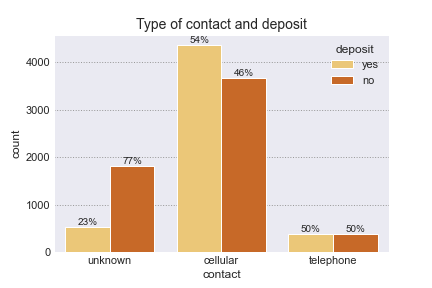 Type of contact and deposit
54%
deposit
yes
no
46%
77%
23%
50%
50%
4000
3000
2000
1000
0
count
unknown
cellular
telephone
contact